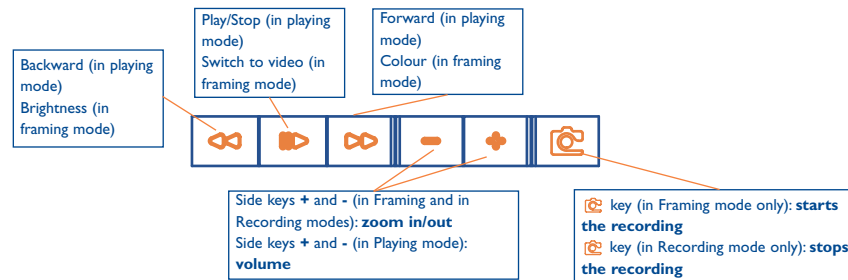 Backward (in playing
mode)
Brightness (in
framing mode)
Play/Stop (in playing
mode)
Switch to video (in
framing mode)
Forward (in playing
mode)
Colour (in framing
mode)
Side keys + and - (in Framing and in
Recording modes): zoom in/out
Side keys + and - (in Playing mode):
volume
key (in Framing mode only): starts
the recording
key (in Recording mode only): stops
the recording